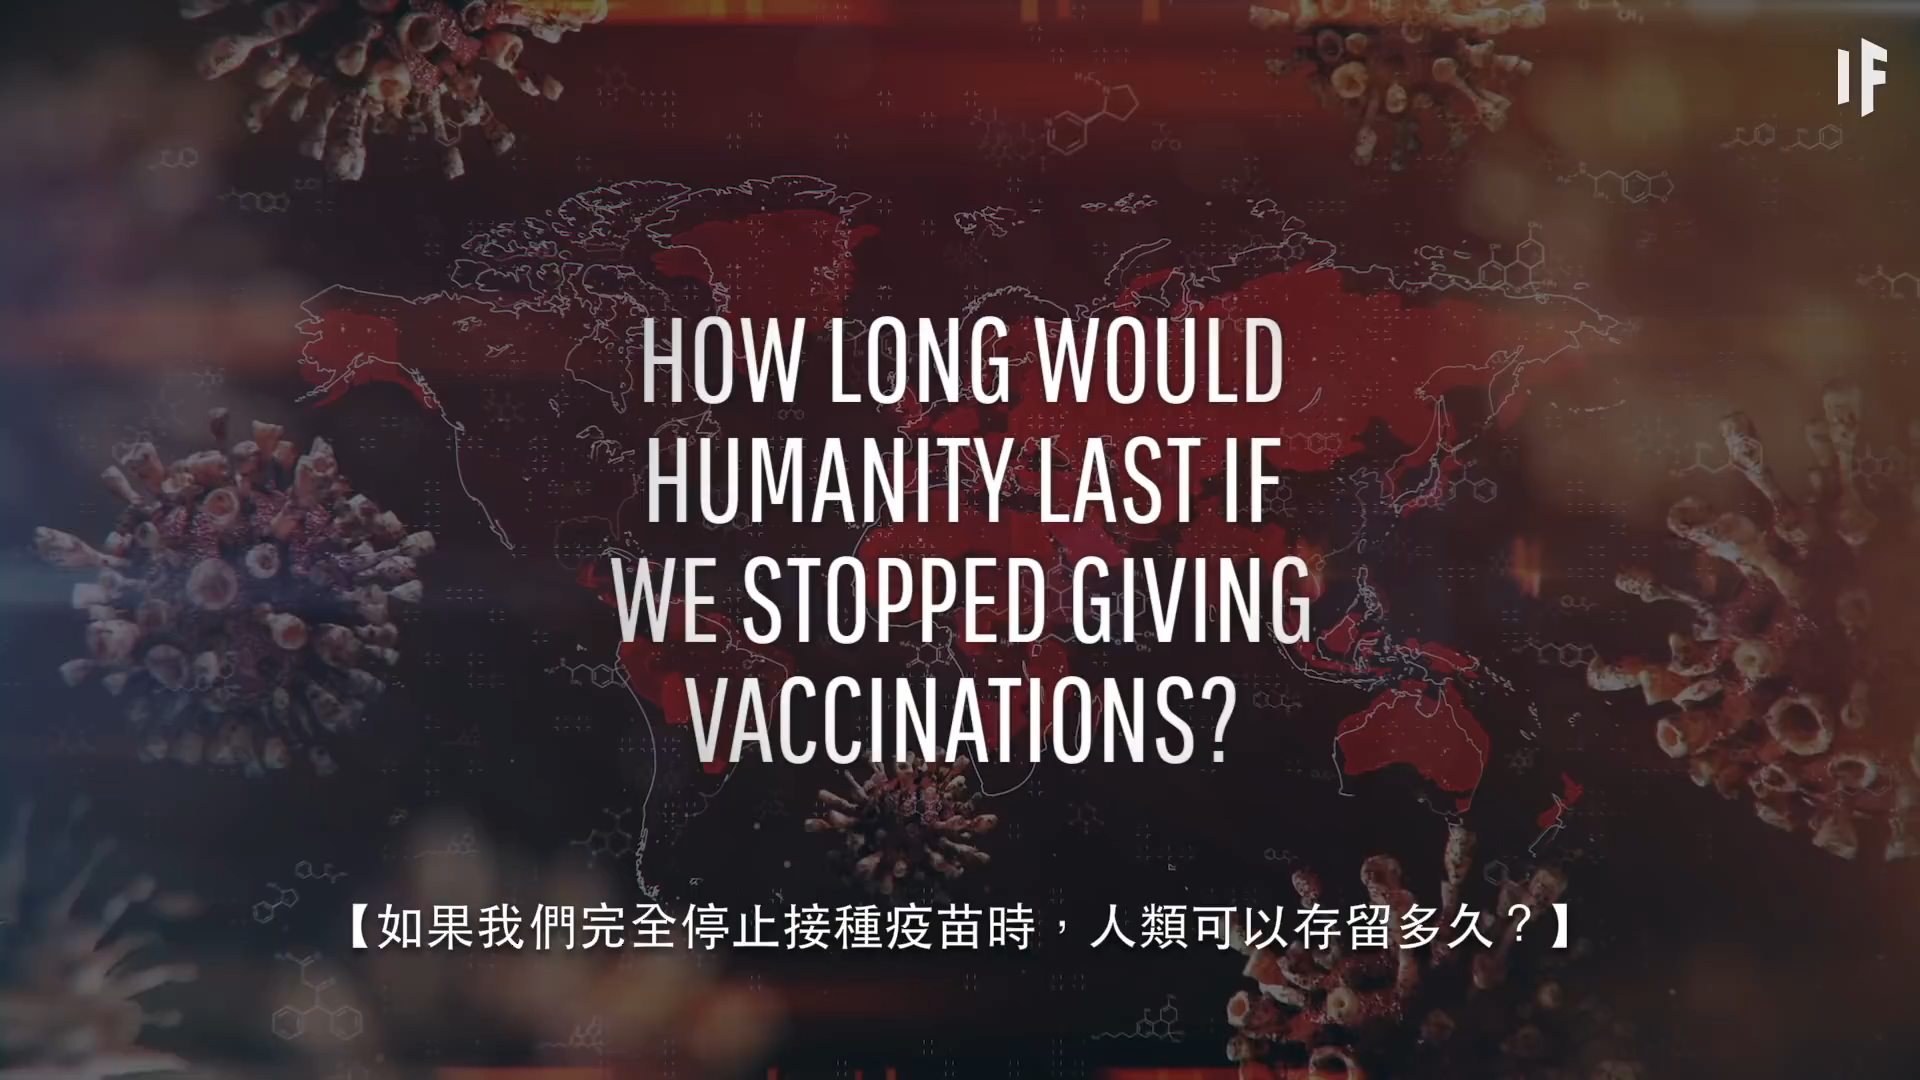 IF
HOW LONG WOULD
HUMANITY LAST IF
WE STOPPED GIVING
VACCINATIONS?
【如果我們完全停止接種疫苗時，人類可以存留多久？】